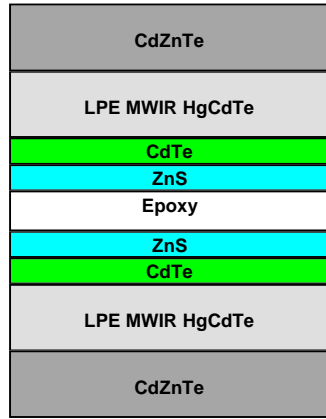 CdZnTe
LPE MWIR HgCdTe
CdTe
ZnS
Epoxy
ZnS
CdTe
LPE MWIR HgCdTe
CdZnTe